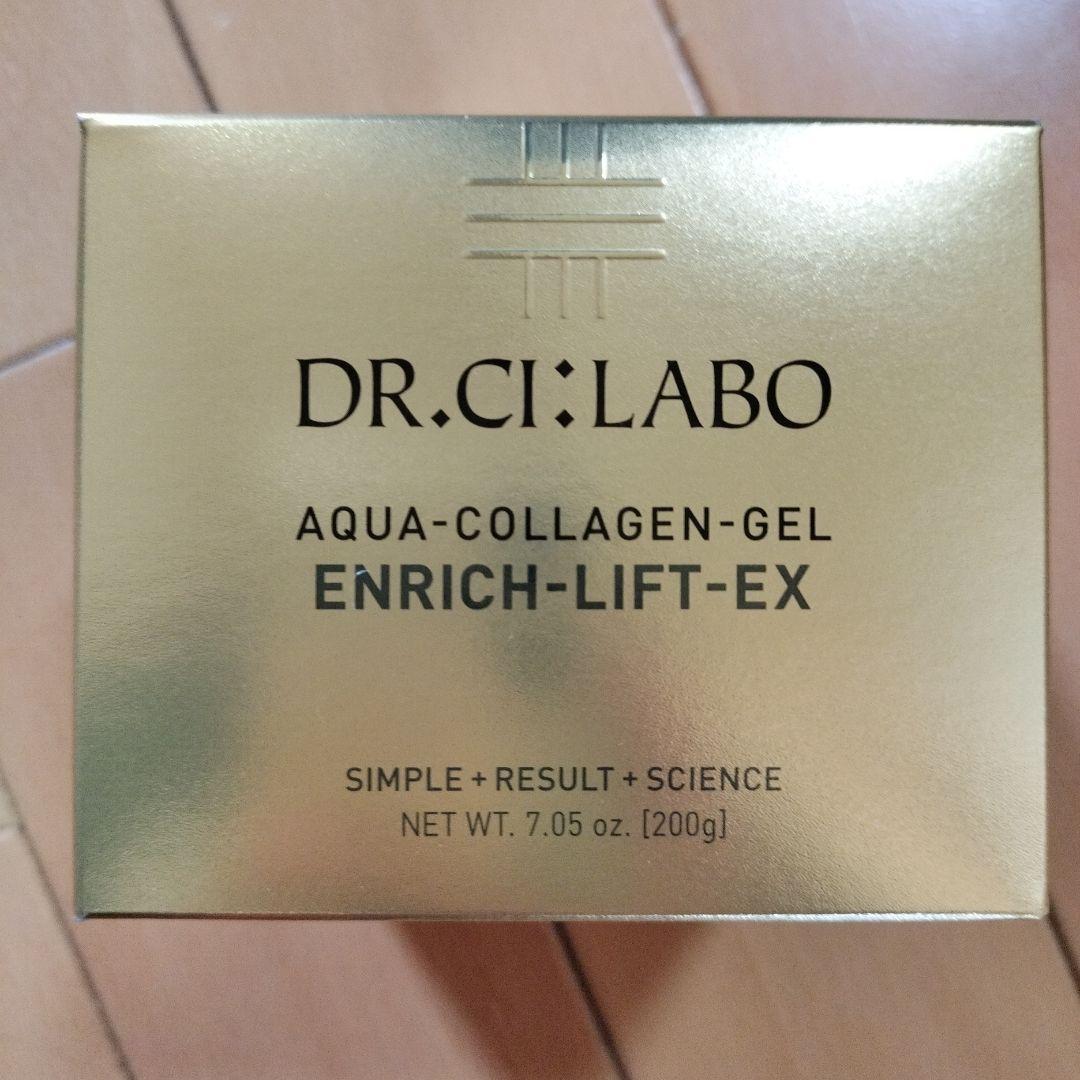 DR.CI:LABO
AQUA-COLLAGEN-GEL
ENRICH-LIFT-EX
SIMPLE + RESULT + SCIENCE
NET WT. 7.05 oz. [200g]